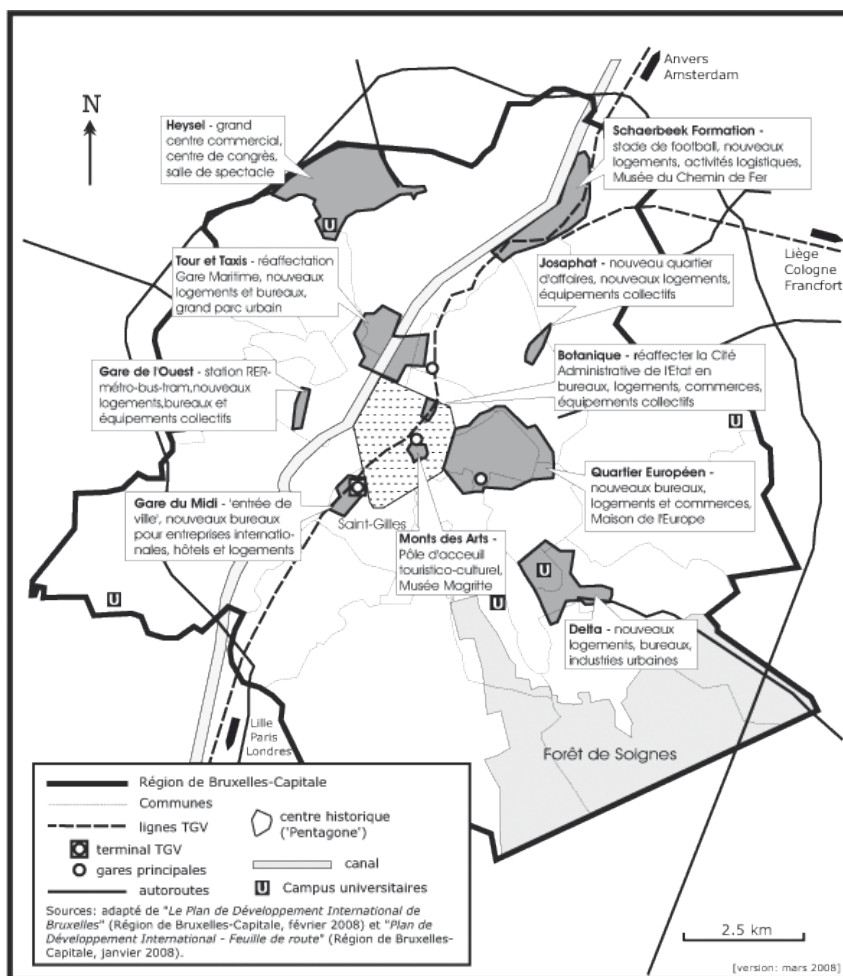 Anvers
Amsterdam
N
Heysel - grand
centre commercial,
centre de congrès,
salle de spectacle
Schaerbeek Formation -
stade de football, nouveaux
logements, activités logistiques,
Musée du Chemin de Fer
U
Tour et Taxis - réaffectation
Gare Maritime, nouveaux
logements et bureaux,
grand parc urbain
Josaphat - nouveau quartier
d'affaires, nouveaux logements,
équipements collectifs
Liège
Cologne
Francfort
Gare de l'Ouest - station RER-
métro-bus-tram,nouveaux
logements,bureaux et
équipements collectifs
Botanique - réaffecter la Cité
Administrative de l'Etat en
bureaux, logements, commerces,
équipements collectifs
U
Quartier Européen -
nouveaux bureaux,
logements et commerces,
Maison de l'Europe
Gare du Midi - 'entrée de
ville', nouveaux bureaux
pour entreprises internatio-
nales, hôtels et logements
Saint-Gilles
Monts des Arts -
Pôle d'acceuil
touristico-culturel,
Musée Magritte
U
U
U
Delta - nouveaux
logements, bureaux,
industries urbaines
Lille
Paris
Londres
Forêt de Soignes
Région de Bruxelles-Capitale
Communes
lignes TGV
terminal TGV
gares principales
autoroutes
centre historique
('Pentagone')
canal
U Campus universitaires
Sources: adapté de "Le Plan de Développement International de
Bruxelles" (Région de Bruxelles-Capitale, février 2008) et "Plan de
Développement International - Feuille de route" (Région de Bruxelles-
Capitale, janvier 2008).
2.5 km
[version: mars 2008]